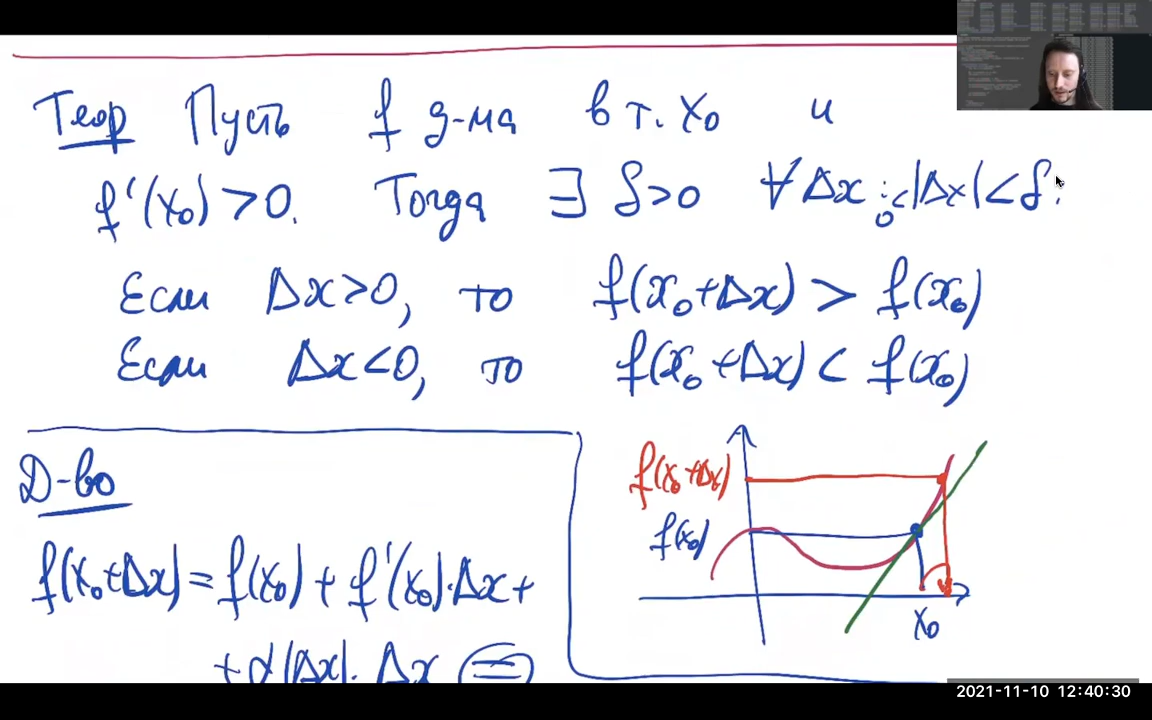 Теор Пусть f д-ма в т. x₀ и
f'(x₀) > 0. Тогда ∃ δ>0 ∀Δx : 0<|Δx|<δ:
Если Δx>0, то f(x₀+Δx) > f(x₀)
Если Δx<0, то f(x₀+Δx) < f(x₀)
Д-во
f(x₀+Δx) = f(x₀) + f'(x₀)·Δx +
+ α(Δx)·Δx =
f(x₀+Δx)
f(x₀)
x₀
2021-11-10 12:40:30